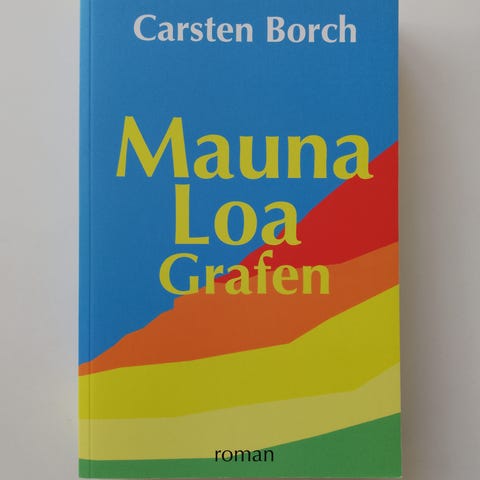 Carsten Borch
Mauna
Loa
Grafen
roman